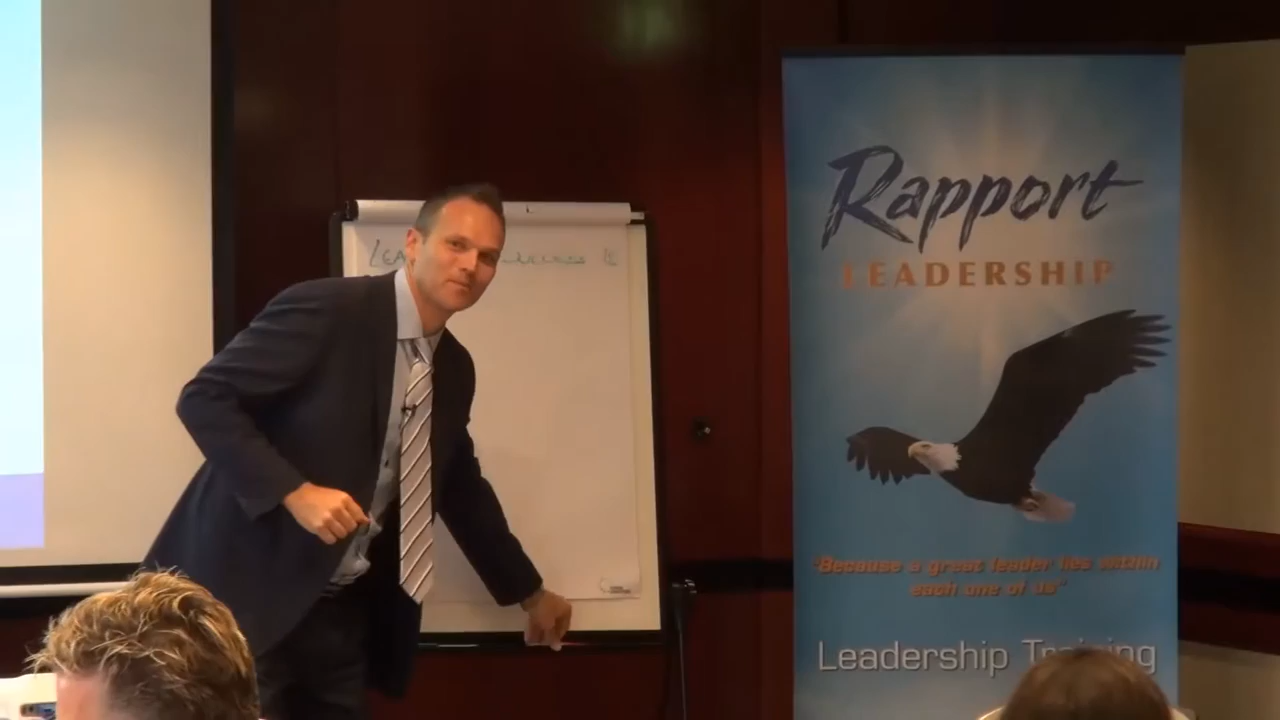 Rapport
LEADERSHIP
"Because a great leader lies within
each one of us"
Leadership Training